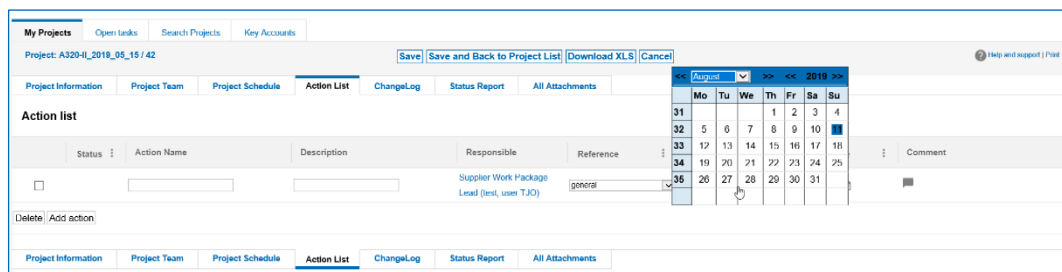 My Projects Open tasks Search Projects Key Accounts
Project: A320-II_2019_05_15 / 42 Save Save and Back to Project List Download XLS Cancel Help and support | Print
Project Information Project Team Project Schedule Action List ChangeLog Status Report All Attachments
<< August >> << 2019 >>
Mo Tu We Th Fr Sa Su
31 1 2 3 4
32 5 6 7 8 9 10 11
33 12 13 14 15 16 17 18
34 19 20 21 22 23 24 25
35 26 27 28 29 30 31
Action list
Status Action Name Description Responsible Reference Comment
Supplier Work Package
Lead (test, user TJO)
general
Delete Add action
Project Information Project Team Project Schedule Action List ChangeLog Status Report All Attachments